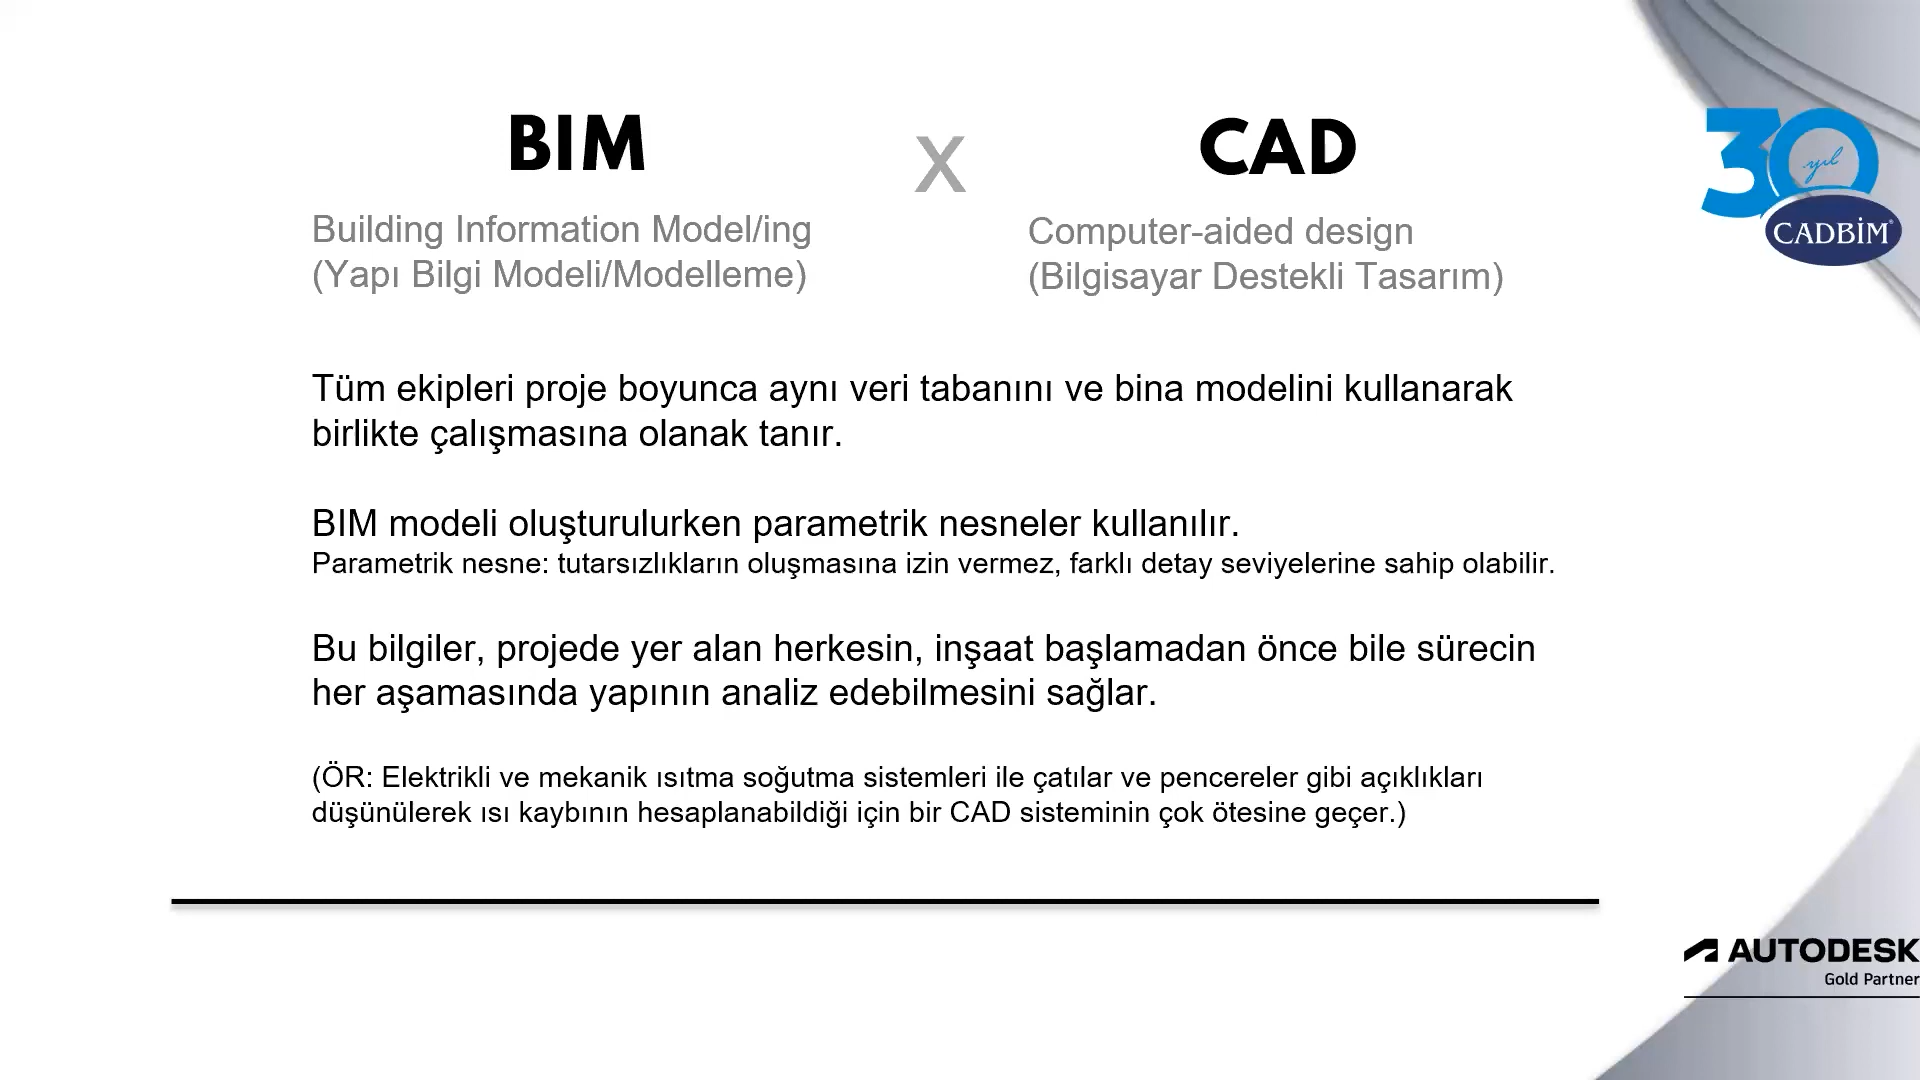 BIM
X
CAD
Building Information Model/ing
(Yapı Bilgi Modeli/Modelleme)
Computer-aided design
(Bilgisayar Destekli Tasarım)
30
yıl
CADBİM
Tüm ekipleri proje boyunca aynı veri tabanını ve bina modelini kullanarak
birlikte çalışmasına olanak tanır.
BIM modeli oluşturulurken parametrik nesneler kullanılır.
Parametrik nesne: tutarsızlıkların oluşmasına izin vermez, farklı detay seviyelerine sahip olabilir.
Bu bilgiler, projede yer alan herkesin, inşaat başlamadan önce bile sürecin
her aşamasında yapının analiz edebilmesini sağlar.
(ÖR: Elektrikli ve mekanik ısıtma soğutma sistemleri ile çatılar ve pencereler gibi açıklıkları
düşünülerek ısı kaybının hesaplanabildiği için bir CAD sisteminin çok ötesine geçer.)
AUTODESK
Gold Partner